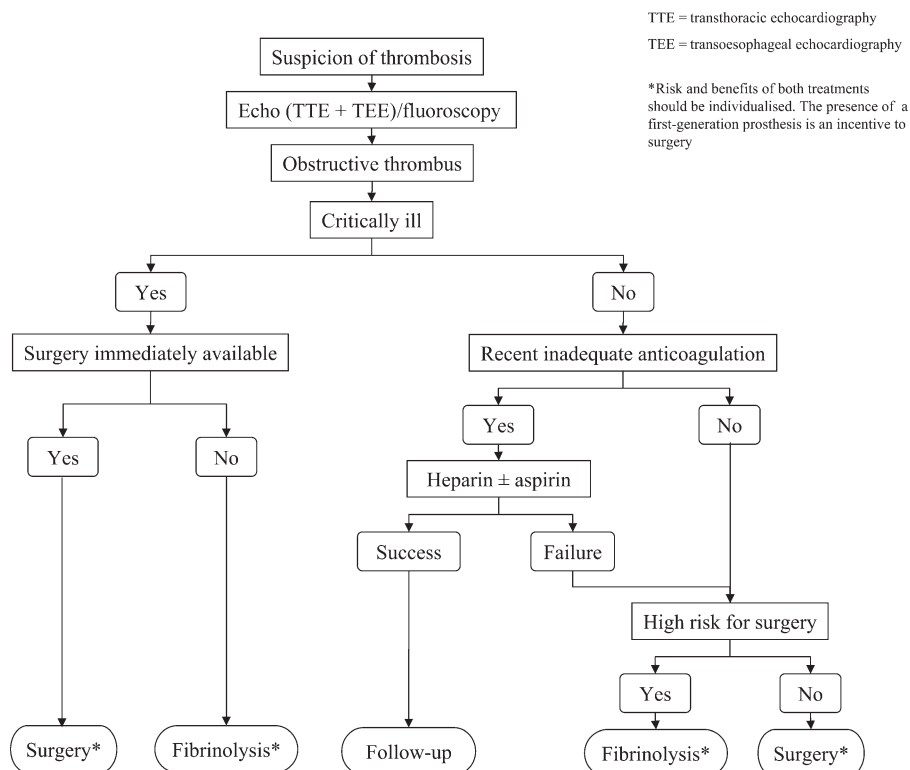 TTE = transthoracic echocardiography
TEE = transoesophageal echocardiography
*Risk and benefits of both treatments
should be individualised. The presence of a
first-generation prosthesis is an incentive to
surgery
Suspicion of thrombosis
Echo (TTE + TEE)/fluoroscopy
Obstructive thrombus
Critically ill
Yes
No
Surgery immediately available
Recent inadequate anticoagulation
Yes
No
Yes
No
Heparin ± aspirin
Success
Failure
High risk for surgery
Yes
No
Surgery*
Fibrinolysis*
Follow-up
Fibrinolysis*
Surgery*